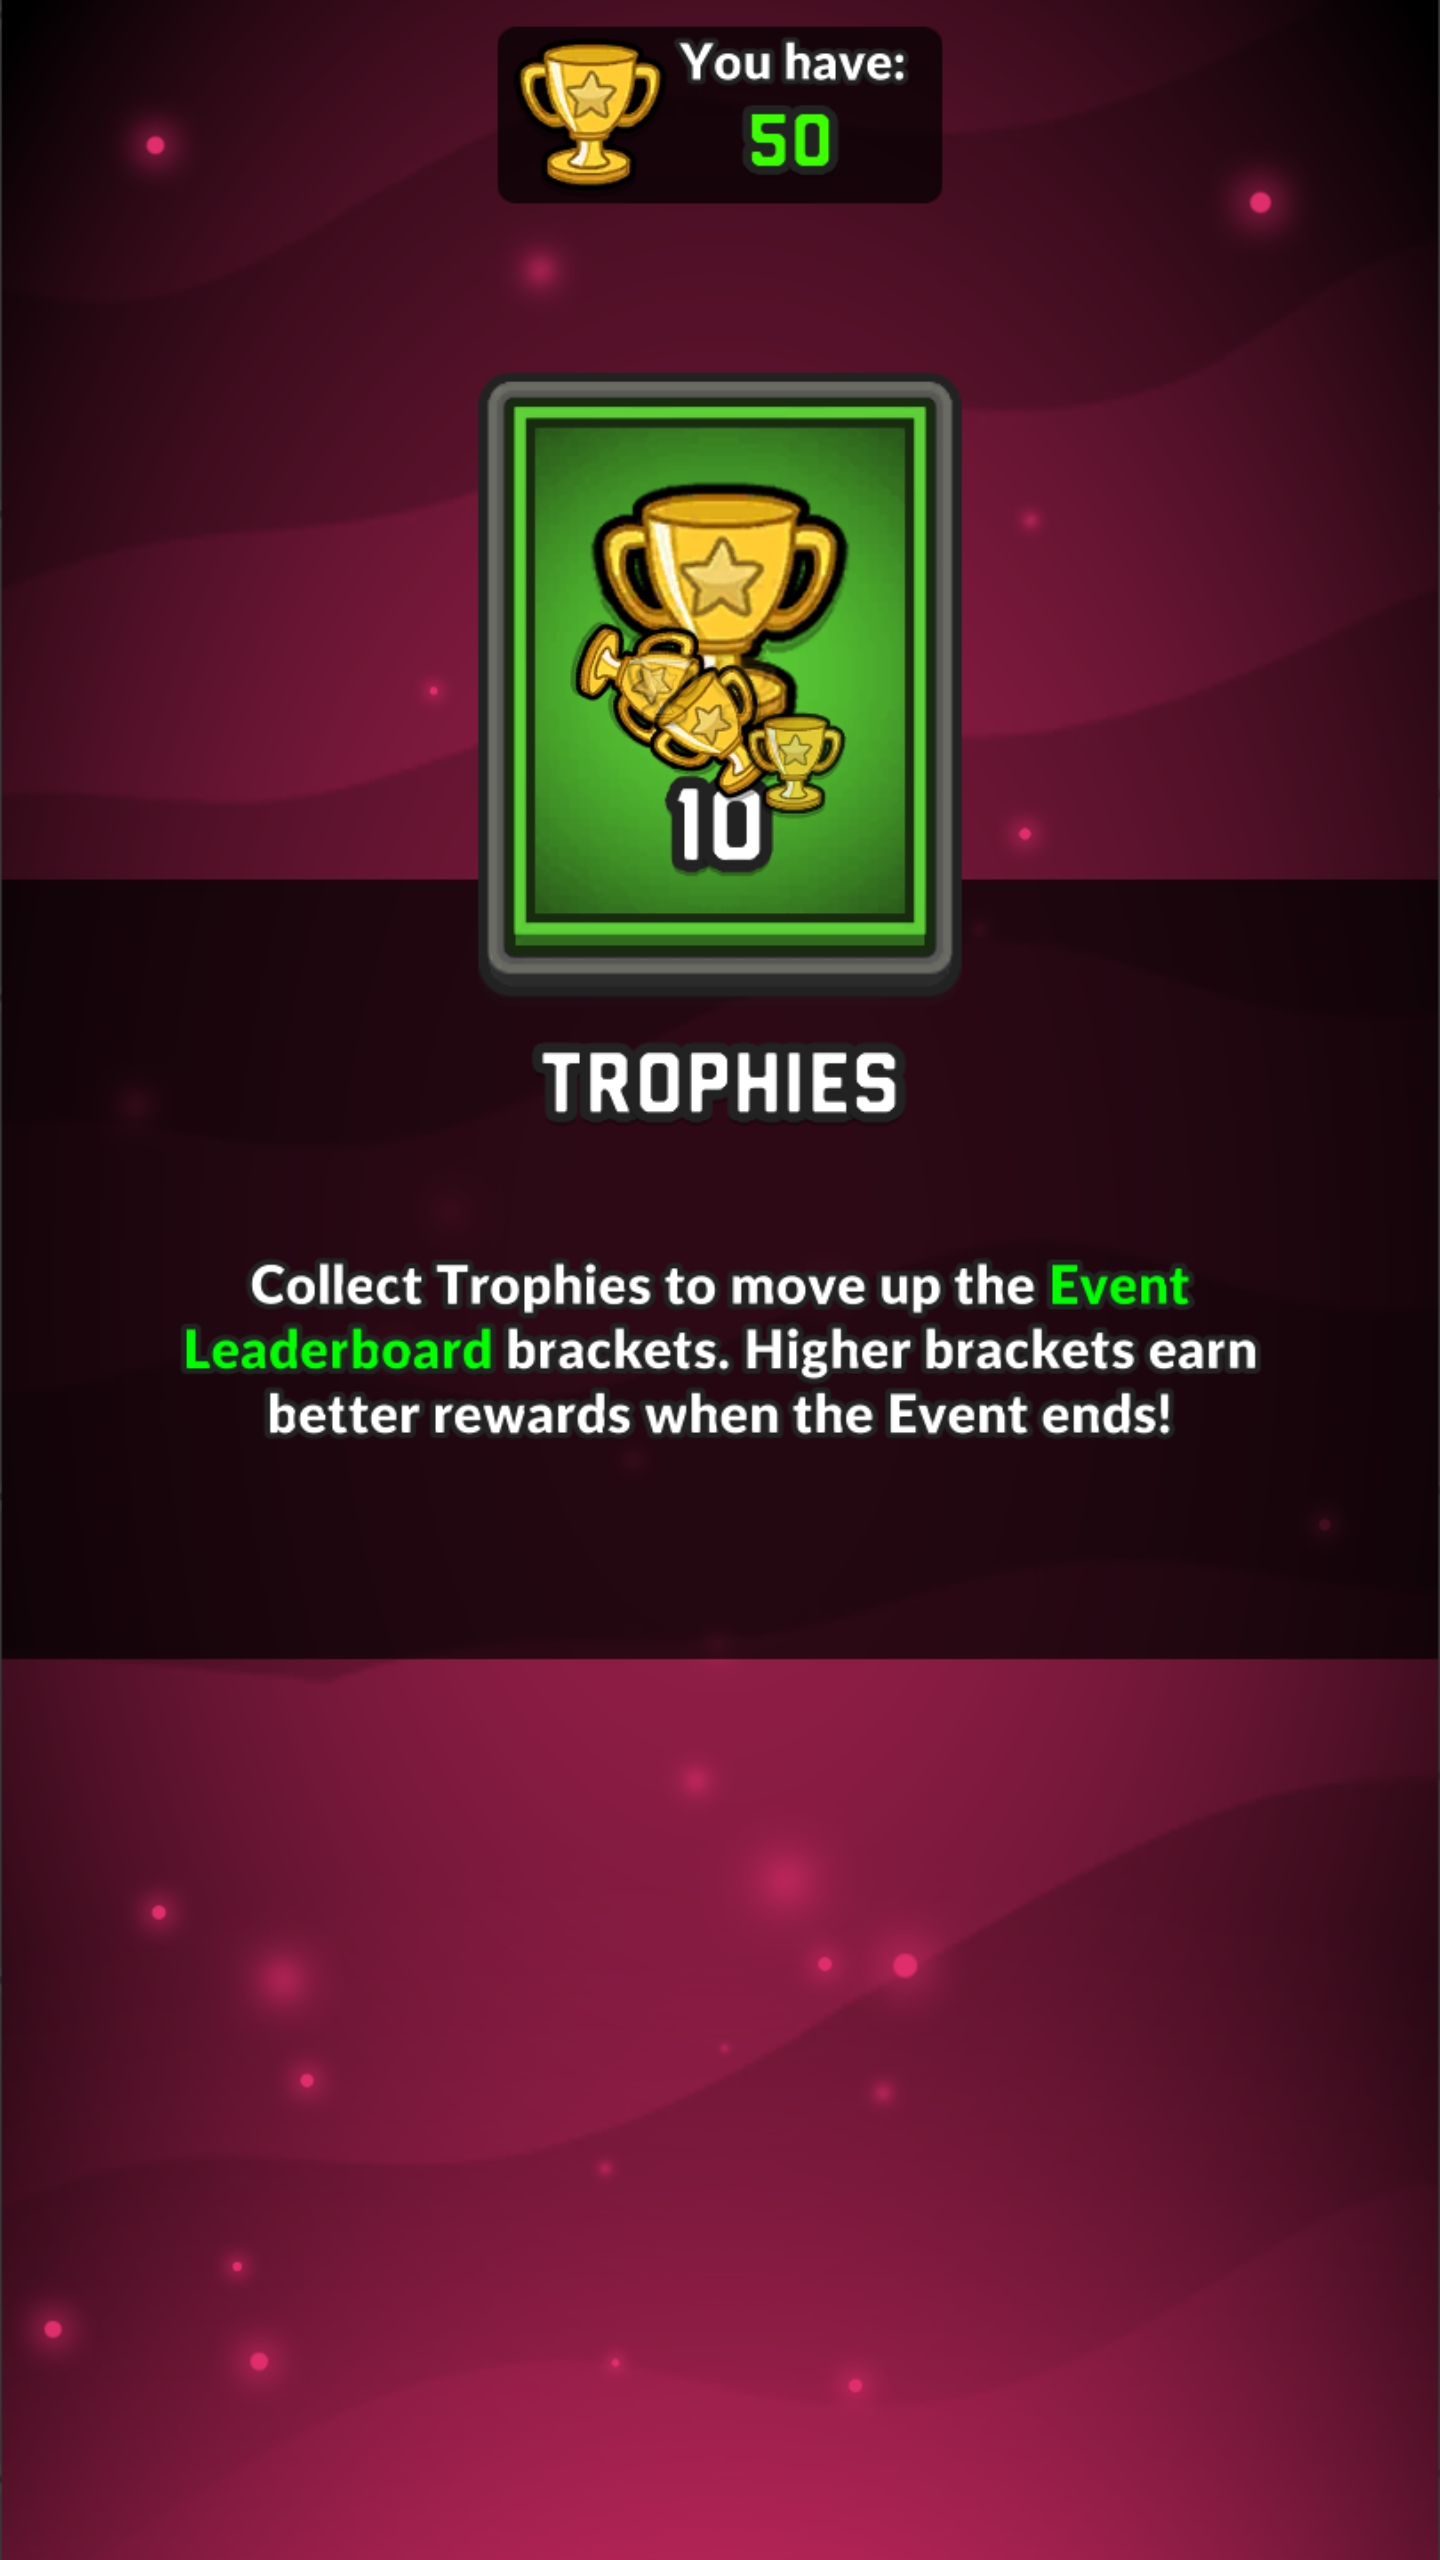 You have:
50
10
TROPHIES
Collect Trophies to move up the Event
Leaderboard brackets. Higher brackets earn
better rewards when the Event ends!